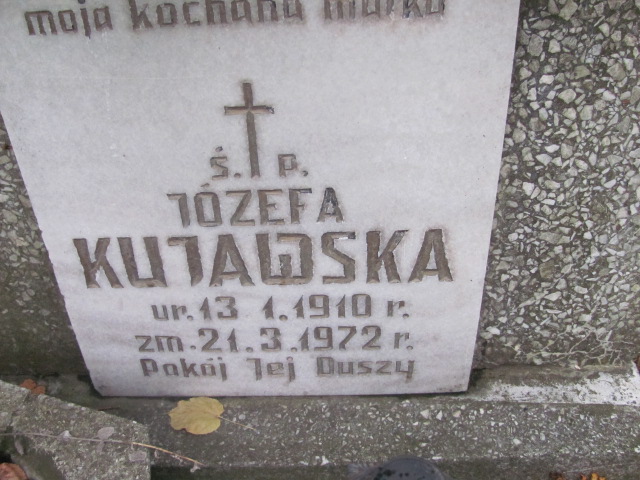 moja kochana matko
ś. p.
JÓZEFA
KUJAWSKA
ur. 13 1.1910 r.
zm. 21.3.1972 r.
Pokój Jej Duszy